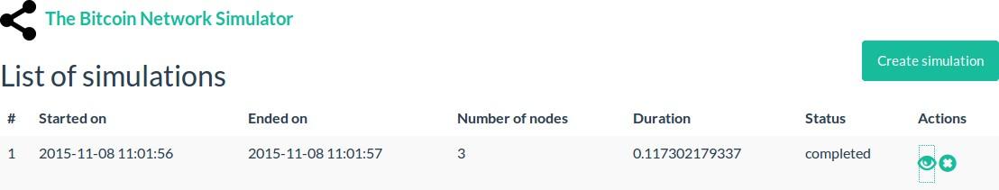 The Bitcoin Network Simulator
Create simulation
List of simulations
# Started on Ended on Number of nodes Duration Status Actions
1 2015-11-08 11:01:56 2015-11-08 11:01:57 3 0.117302179337 completed